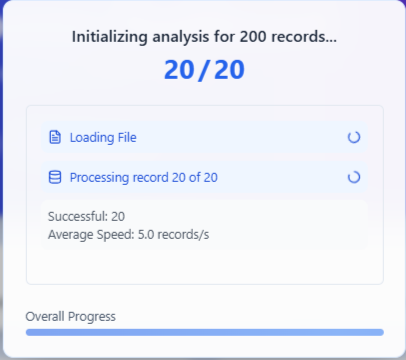 Initializing analysis for 200 records...
20/20
Loading File
Processing record 20 of 20
Successful: 20
Average Speed: 5.0 records/s
Overall Progress